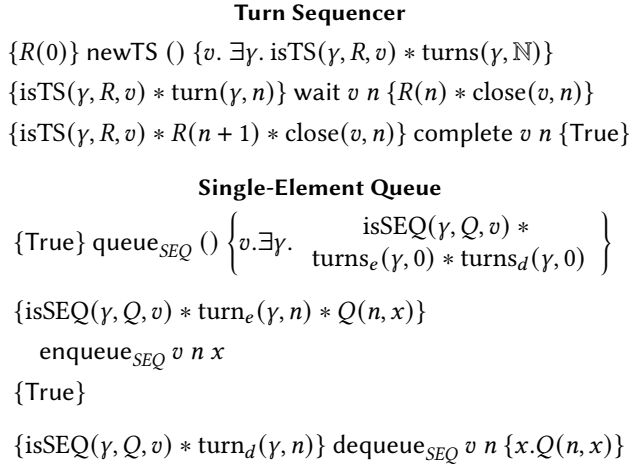 Turn Sequencer
{R(0)} newTS () {v. ∃γ. isTS(γ, R, v) ∗ turns(γ, ℕ)}
{isTS(γ, R, v) ∗ turn(γ, n)} wait v n {R(n) ∗ close(v, n)}
{isTS(γ, R, v) ∗ R(n + 1) ∗ close(v, n)} complete v n {True}
Single-Element Queue
{True} queue_SEQ () {v.∃γ. isSEQ(γ, Q, v) ∗
turns_e(γ, 0) ∗ turns_d(γ, 0)}
{isSEQ(γ, Q, v) ∗ turn_e(γ, n) ∗ Q(n, x)}
enqueue_SEQ v n x
{True}
{isSEQ(γ, Q, v) ∗ turn_d(γ, n)} dequeue_SEQ v n {x.Q(n, x)}